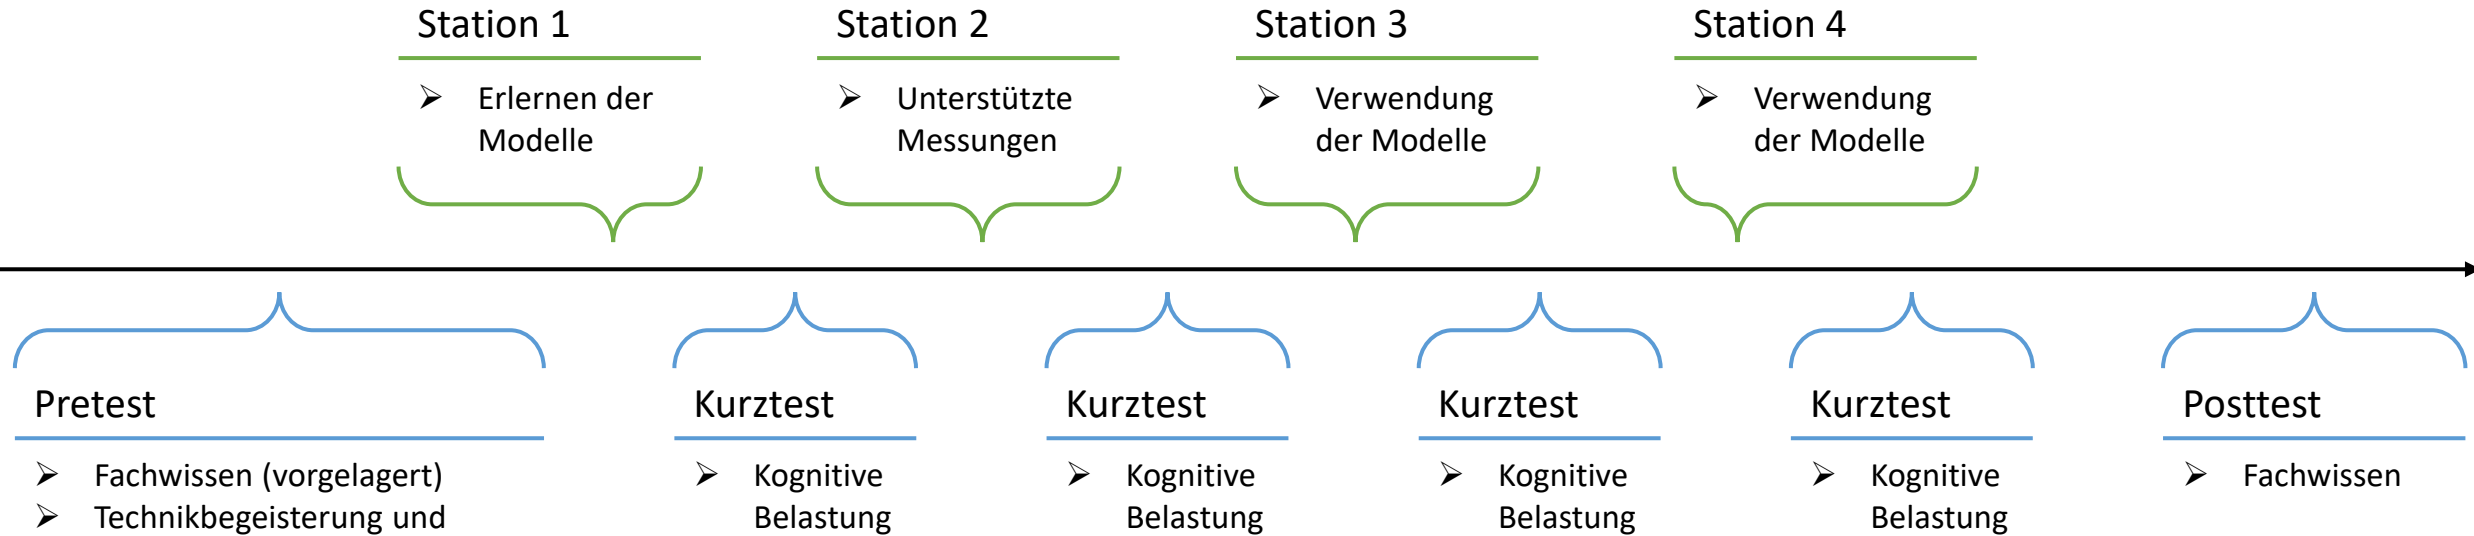 Station 1
Erlernen der
Modelle
Station 2
Unterstützte
Messungen
Station 3
Verwendung
der Modelle
Station 4
Verwendung
der Modelle
Pretest
➢ Fachwissen (vorgelagert)
➢ Technikbegeisterung und
Kurztest
➢ Kognitive
Belastung
Kurztest
➢ Kognitive
Belastung
Kurztest
➢ Kognitive
Belastung
Kurztest
➢ Kognitive
Belastung
Posttest
➢ Fachwissen